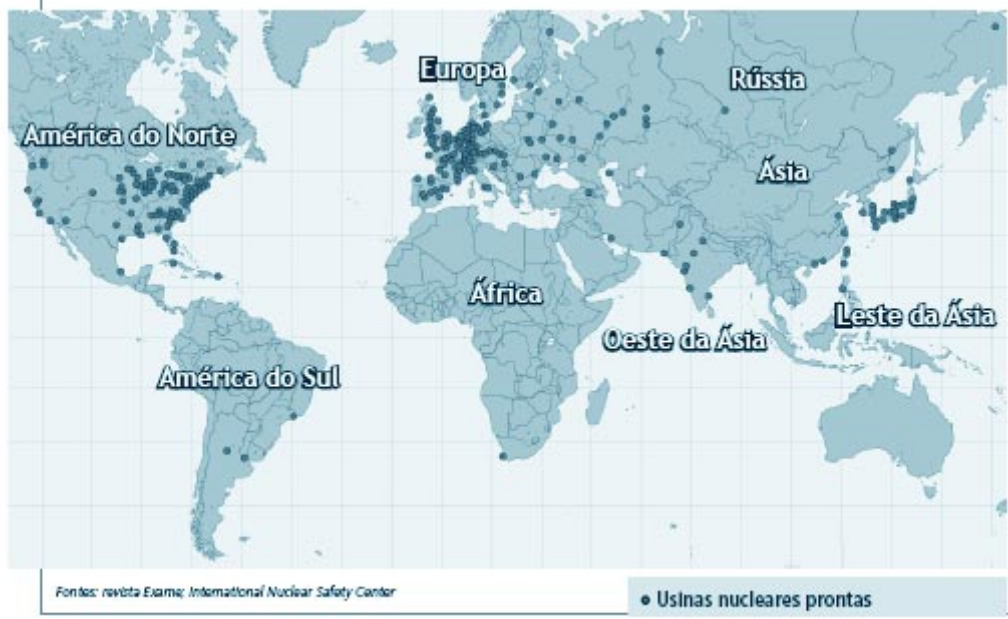 Europa
Rússia
América do Norte
Ásia
África
Leste da Ásia
Oeste da Ásia
América do Sul
Fontes: revista Exame; International Nuclear Safety Center
• Usinas nucleares prontas